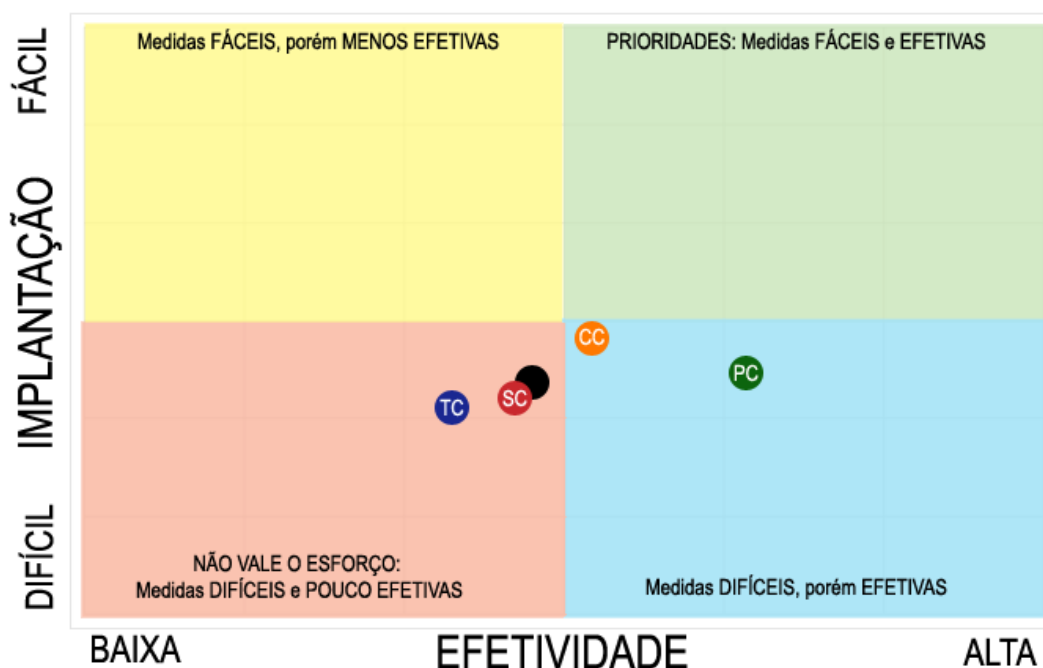 Medidas FÁCEIS, porém MENOS EFETIVAS
PRIORIDADES: Medidas FÁCEIS e EFETIVAS
FÁCIL
IMPLANTAÇÃO
DIFÍCIL
CC
PC
SC
TC
NÃO VALE O ESFORÇO:
Medidas DIFÍCEIS e POUCO EFETIVAS
Medidas DIFÍCEIS, porém EFETIVAS
BAIXA
EFETIVIDADE
ALTA